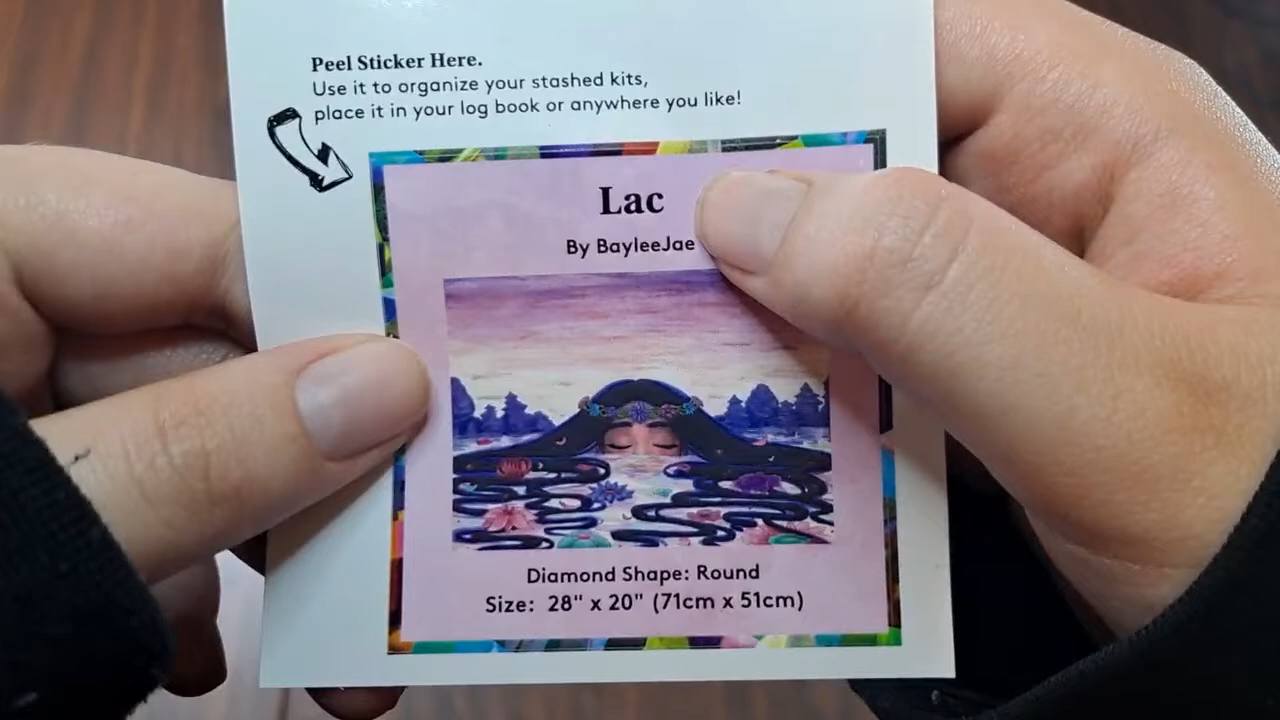 Peel Sticker Here.
Use it to organize your stashed kits,
place it in your log book or anywhere you like!
Lac
By BayleeJae
Diamond Shape: Round
Size: 28" x 20" (71cm x 51cm)